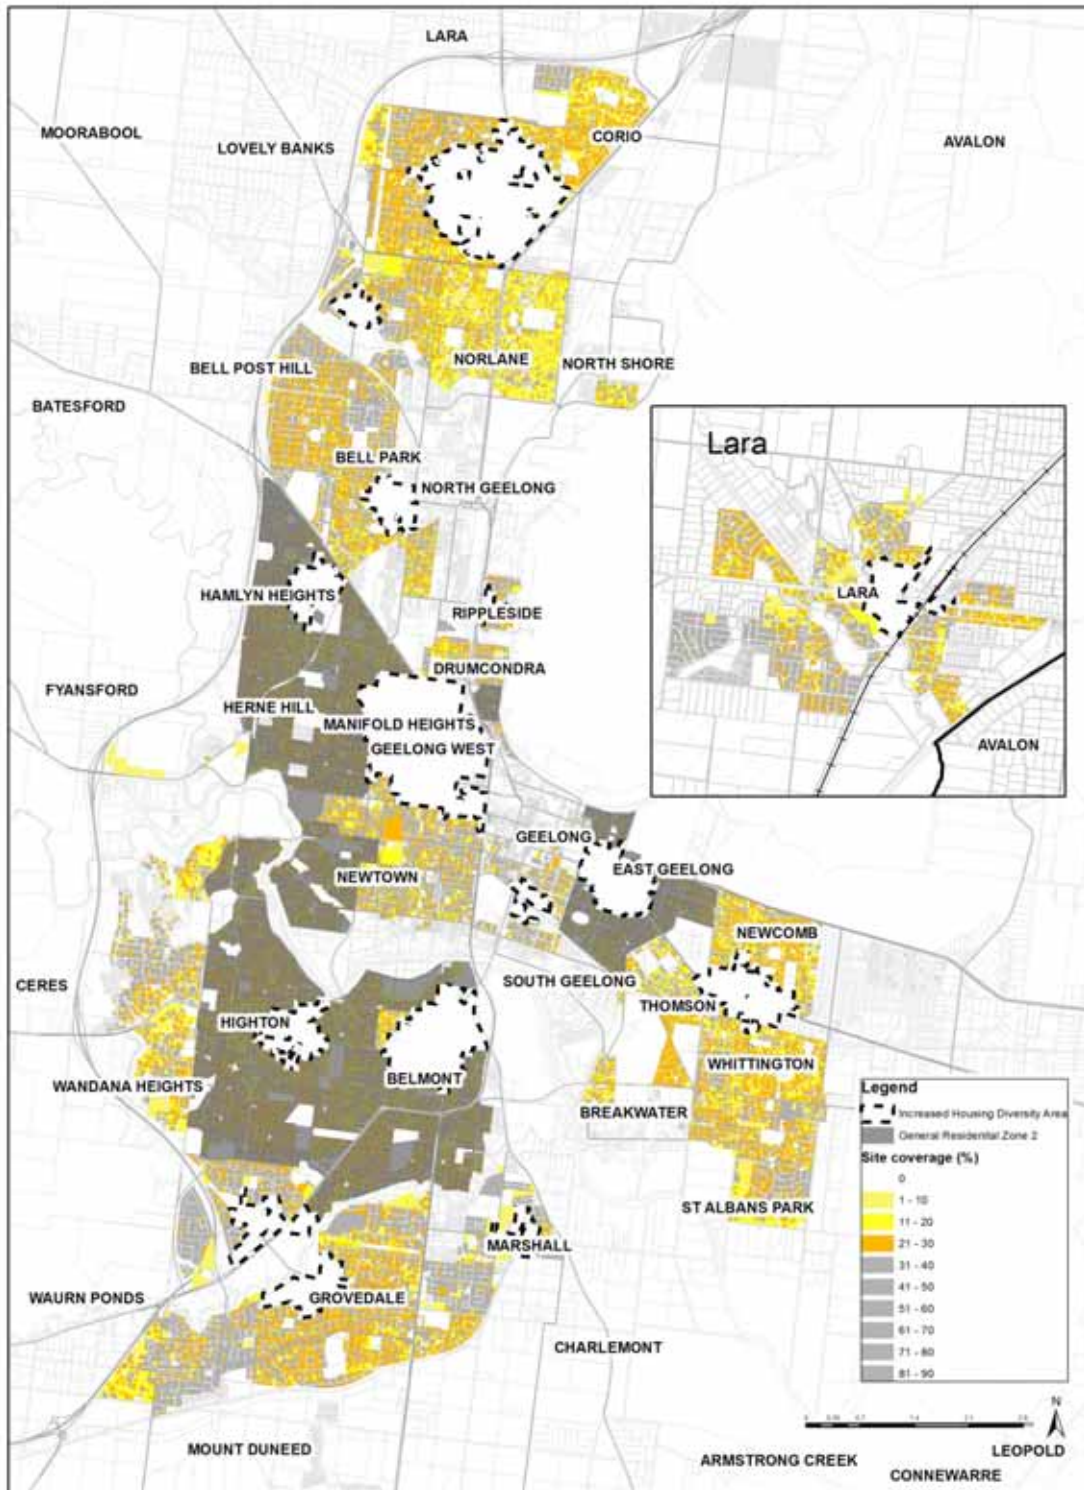 LARA
MOORABOOL
LOVELY BANKS
CORIO
AVALON
BELL POST HILL
NORLANE
NORTH SHORE
BATESFORD
BELL PARK
NORTH GEELONG
HAMLYN HEIGHTS
RIPPLESIDE
DRUMCONDRA
FYANSFORD
HERNE HILL
MANIFOLD HEIGHTS
GEELONG WEST
GEELONG
EAST GEELONG
NEWTOWN
NEWCOMB
CERES
SOUTH GEELONG
THOMSON
HIGHTON
WHITTINGTON
WANDANA HEIGHTS
BELMONT
BREAKWATER
ST ALBANS PARK
MARSHALL
WAURN PONDS
GROVEDALE
CHARLEMONT
MOUNT DUNEED
ARMSTRONG CREEK
LEOPOLD
CONNEWARRE
Lara
LARA
AVALON
Legend
Increased Housing Diversity Area
General Residential Zone 2
Site coverage (%)
0
1 - 10
11 - 20
21 - 30
31 - 40
41 - 50
51 - 60
61 - 70
71 - 80
81 - 90
N